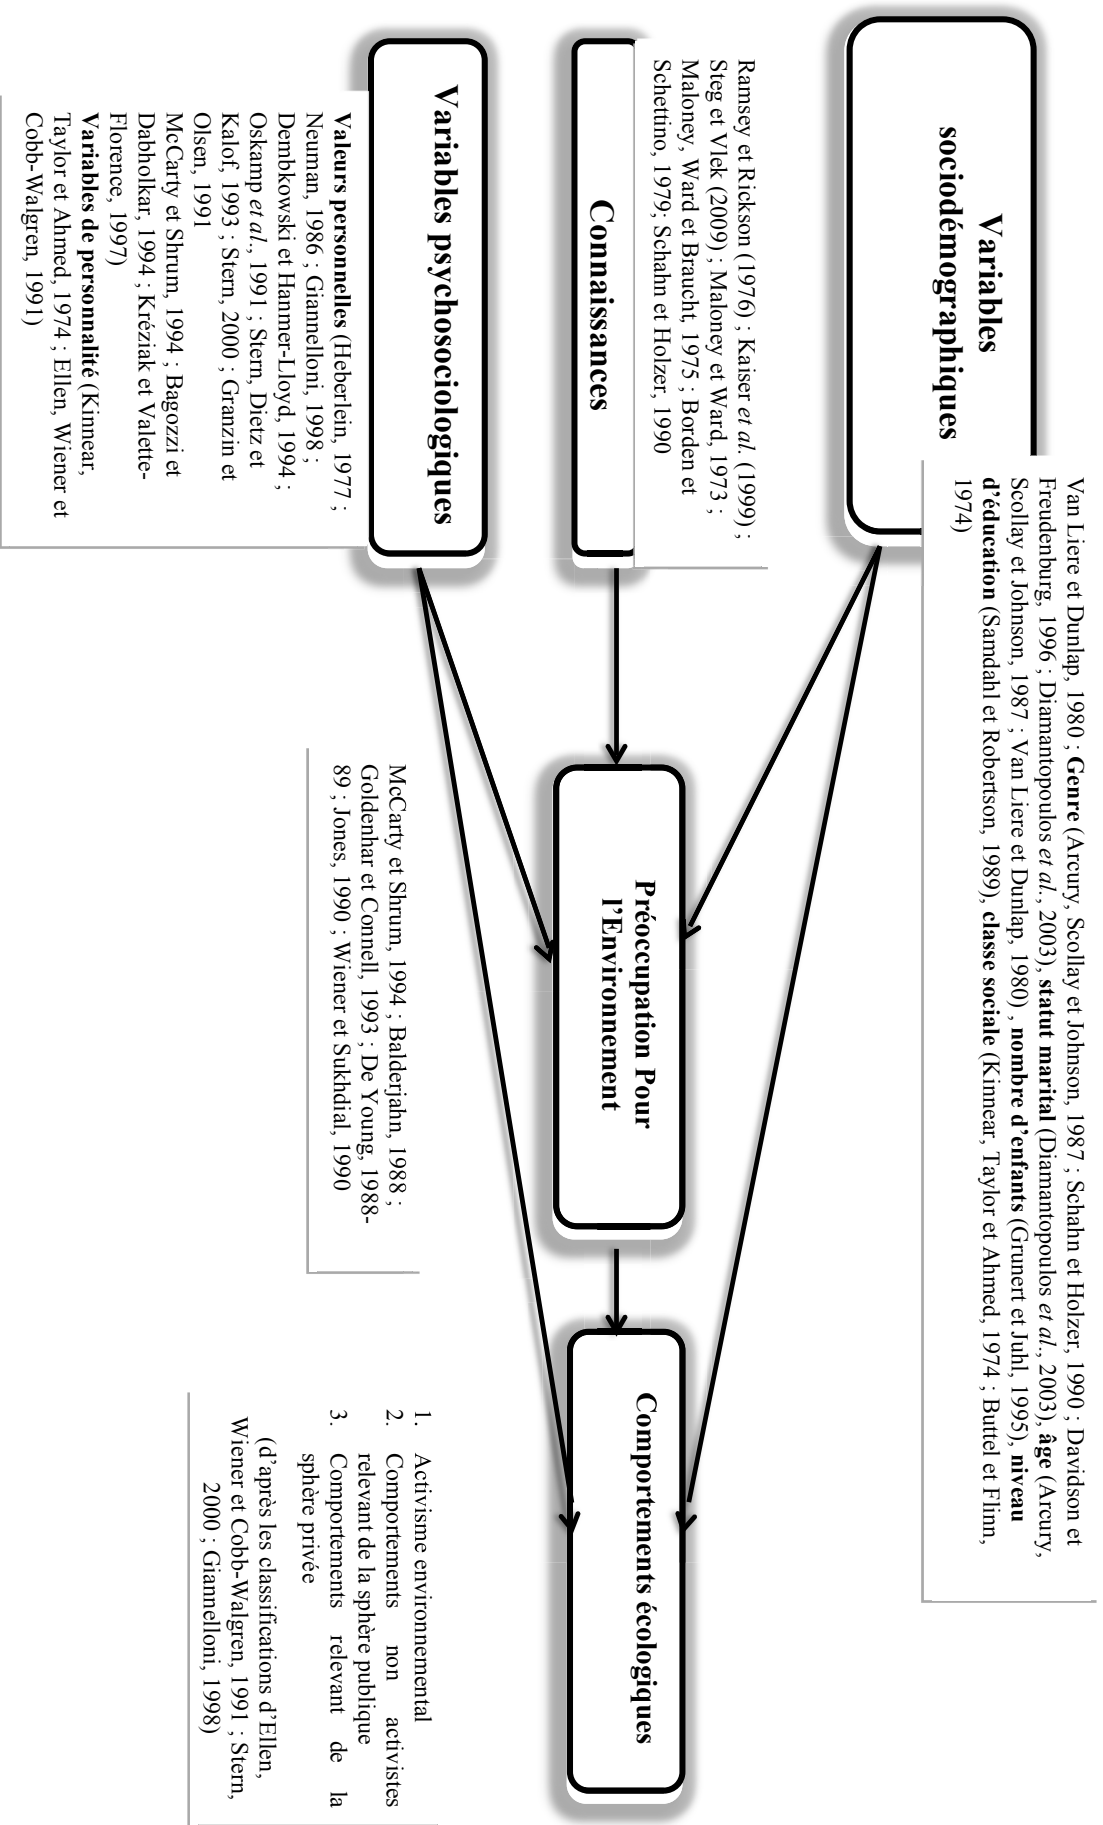 Variables
sociodémographiques
Van Liere et Dunlap, 1980 ; Genre (Arcury, Scollay et Johnson, 1987 ; Schahn et Holzer, 1990 ; Davidson et
Freudenburg, 1996 ; Diamantopoulos et al., 2003), statut marital (Diamantopoulos et al., 2003), âge (Arcury,
Scollay et Johnson, 1987 ; Van Liere et Dunlap, 1980) , nombre d’enfants (Grunert et Juhl, 1995), niveau
d’éducation (Samdahl et Robertson, 1989), classe sociale (Kinnear, Taylor et Ahmed, 1974 ; Buttel et Flinn,
1974)
Ramsey et Rickson (1976) ; Kaiser et al. (1999) ;
Steg et Vlek (2009) ; Maloney et Ward, 1973 ;
Maloney, Ward et Braucht, 1975 ; Borden et
Schettino, 1979; Schahn et Holzer, 1990
Connaissances
Préoccupation Pour
l’Environnement
Comportements écologiques
Variables psychosociologiques
Valeurs personnelles (Heberlein, 1977 ;
Neuman, 1986 ; Giannelloni, 1998 ;
Dembkowski et Hanmer-Lloyd, 1994 ;
Oskamp et al., 1991 ; Stern, Dietz et
Kalof, 1993 ; Stern, 2000 ; Granzin et
Olsen, 1991
McCarty et Shrum, 1994 ; Bagozzi et
Dabholkar, 1994 ; Kréziak et Valette-
Florence, 1997)
Variables de personnalité (Kinnear,
Taylor et Ahmed, 1974 ; Ellen, Wiener et
Cobb-Walgren, 1991)
McCarty et Shrum, 1994 ; Balderjahn, 1988 ;
Goldenhar et Connell, 1993 ; De Young, 1988-
89 ; Jones, 1990 ; Wiener et Sukhdial, 1990
1. Activisme environnemental
2. Comportements non activistes
relevant de la sphère publique
3. Comportements relevant de la
sphère privée
(d’après les classifications d’Ellen,
Wiener et Cobb-Walgren, 1991 ; Stern,
2000 ; Giannelloni, 1998)